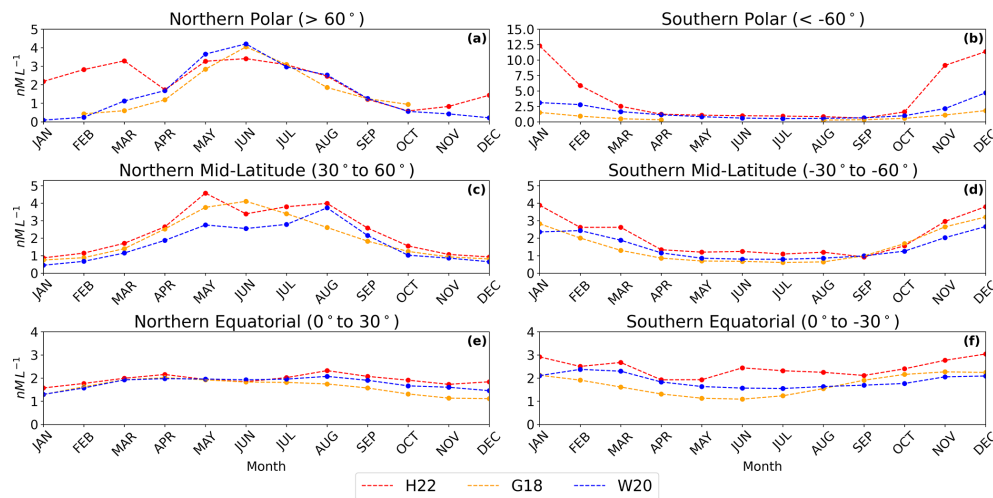 Northern Polar (> 60°)
(a)
nM L⁻¹
5
4
3
2
1
0
JAN FEB MAR APR MAY JUN JUL AUG SEP OCT NOV DEC
Southern Polar (< -60°)
(b)
15.0
12.5
10.0
7.5
5.0
2.5
0.0
JAN FEB MAR APR MAY JUN JUL AUG SEP OCT NOV DEC
Northern Mid-Latitude (30°to 60°)
(c)
nM L⁻¹
5
4
3
2
1
0
JAN FEB MAR APR MAY JUN JUL AUG SEP OCT NOV DEC
Southern Mid-Latitude (-30°to -60°)
(d)
5
4
3
2
1
0
JAN FEB MAR APR MAY JUN JUL AUG SEP OCT NOV DEC
Northern Equatorial (0°to 30°)
(e)
nM L⁻¹
4
3
2
1
0
JAN FEB MAR APR MAY JUN JUL AUG SEP OCT NOV DEC
Month
Southern Equatorial (0°to -30°)
(f)
4
3
2
1
0
JAN FEB MAR APR MAY JUN JUL AUG SEP OCT NOV DEC
Month
H22 G18 W20